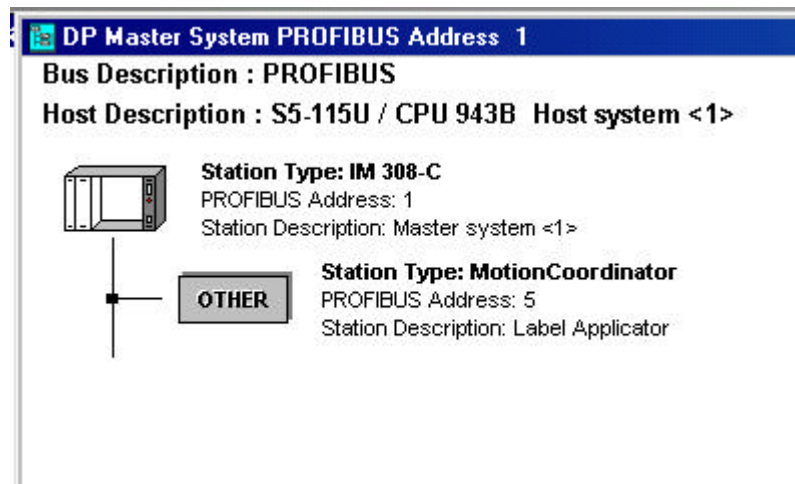 DP Master System PROFIBUS Address 1
Bus Description : PROFIBUS
Host Description : S5-115U / CPU 943B Host system <1>
Station Type: IM 308-C
PROFIBUS Address: 1
Station Description: Master system <1>
OTHER
Station Type: MotionCoordinator
PROFIBUS Address: 5
Station Description: Label Applicator